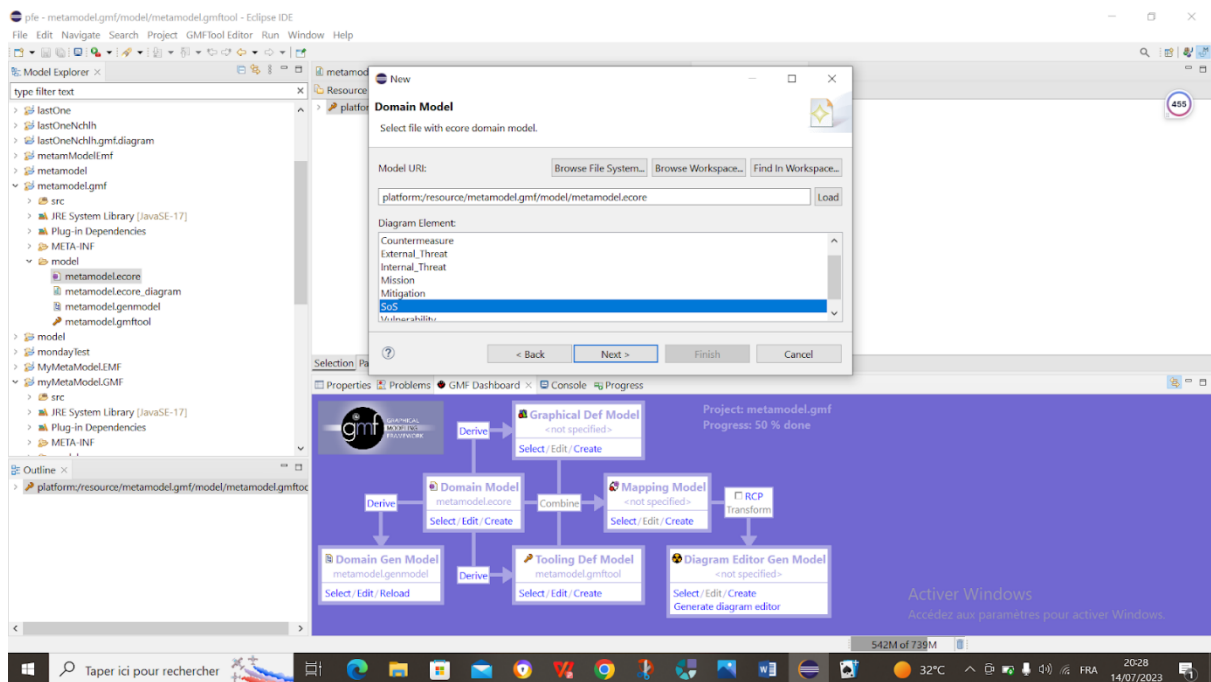 pfe - metamodel.gmf/model/metamodel.gmftool - Eclipse IDE
File Edit Navigate Search Project GMFTool Editor Run Window Help
Model Explorer
type filter text
lastOne
lastOneNchlh
lastOneNchlh.gmf.diagram
metamModelEmf
metamodel
metamodel.gmf
src
JRE System Library [JavaSE-17]
Plug-in Dependencies
META-INF
model
metamodel.ecore
metamodel.ecore_diagram
metamodel.genmodel
metamodel.gmftool
model
mondayTest
MyMetaModel.EMF
myMetaModel.GMF
src
JRE System Library [JavaSE-17]
Plug-in Dependencies
META-INF
Outline
platform:/resource/metamodel.gmf/model/metamodel.gmftoo
metamod
Resource
platfor
Selection Pa
New
Domain Model
Select file with ecore domain model.
Model URI: Browse File System... Browse Workspace... Find In Workspace...
platform:/resource/metamodel.gmf/model/metamodel.ecore Load
Diagram Element:
Countermeasure
External_Threat
Internal_Threat
Mission
Mitigation
SoS
Vulnerability
? < Back Next > Finish Cancel
455
Properties Problems GMF Dashboard Console Progress
gmf GRAPHICAL MODELING FRAMEWORK
Project: metamodel.gmf
Progress: 50 % done
Derive
Graphical Def Model
<not specified>
Select/Edit/Create
Derive
Domain Model
metamodel.ecore
Select/Edit/Create
Combine
Mapping Model
<not specified>
Select/Edit/Create
RCP
Transform
Domain Gen Model
metamodel.genmodel
Select/Edit/Reload
Derive
Tooling Def Model
metamodel.gmftool
Select/Edit/Create
Diagram Editor Gen Model
<not specified>
Select/Edit/Create
Generate diagram editor
Activer Windows
Accédez aux paramètres pour activer Windows.
542M of 739M
Taper ici pour rechercher
32°C FRA 20:28
14/07/2023